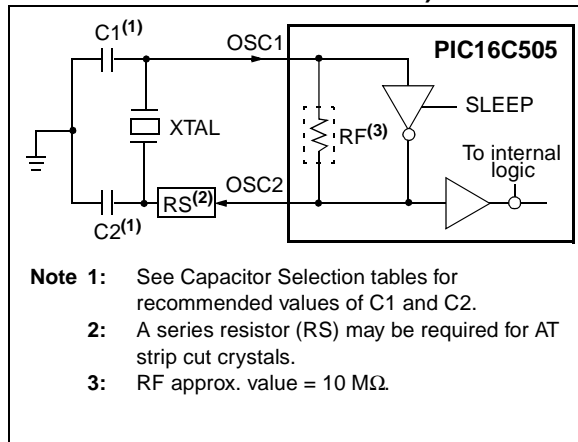 C1(1)
OSC1
PIC16C505
SLEEP
XTAL
RF(3)
To internal
logic
OSC2
RS(2)
C2(1)
Note 1: See Capacitor Selection tables for
recommended values of C1 and C2.
2: A series resistor (RS) may be required for AT
strip cut crystals.
3: RF approx. value = 10 MΩ.